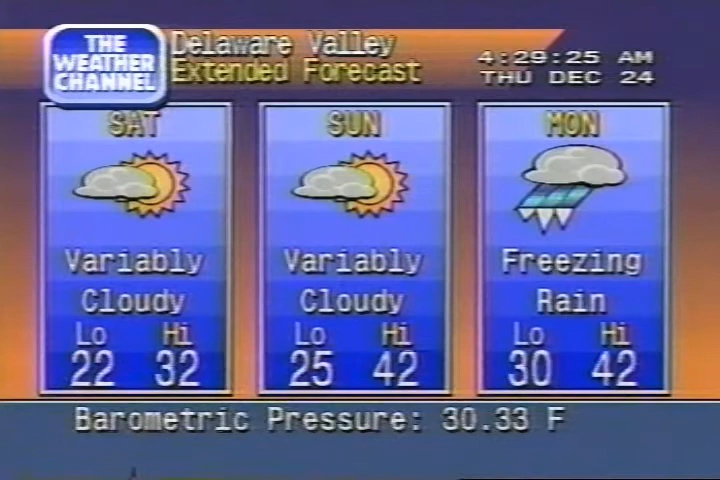 THE
WEATHER
CHANNEL
Delaware Valley
Extended Forecast
4:29:25 AM
THU DEC 24
SAT SUN MON
Variably Variably Freezing
Cloudy Cloudy Rain
Lo Hi Lo Hi Lo Hi
22 32 25 42 30 42
Barometric Pressure: 30.33 F